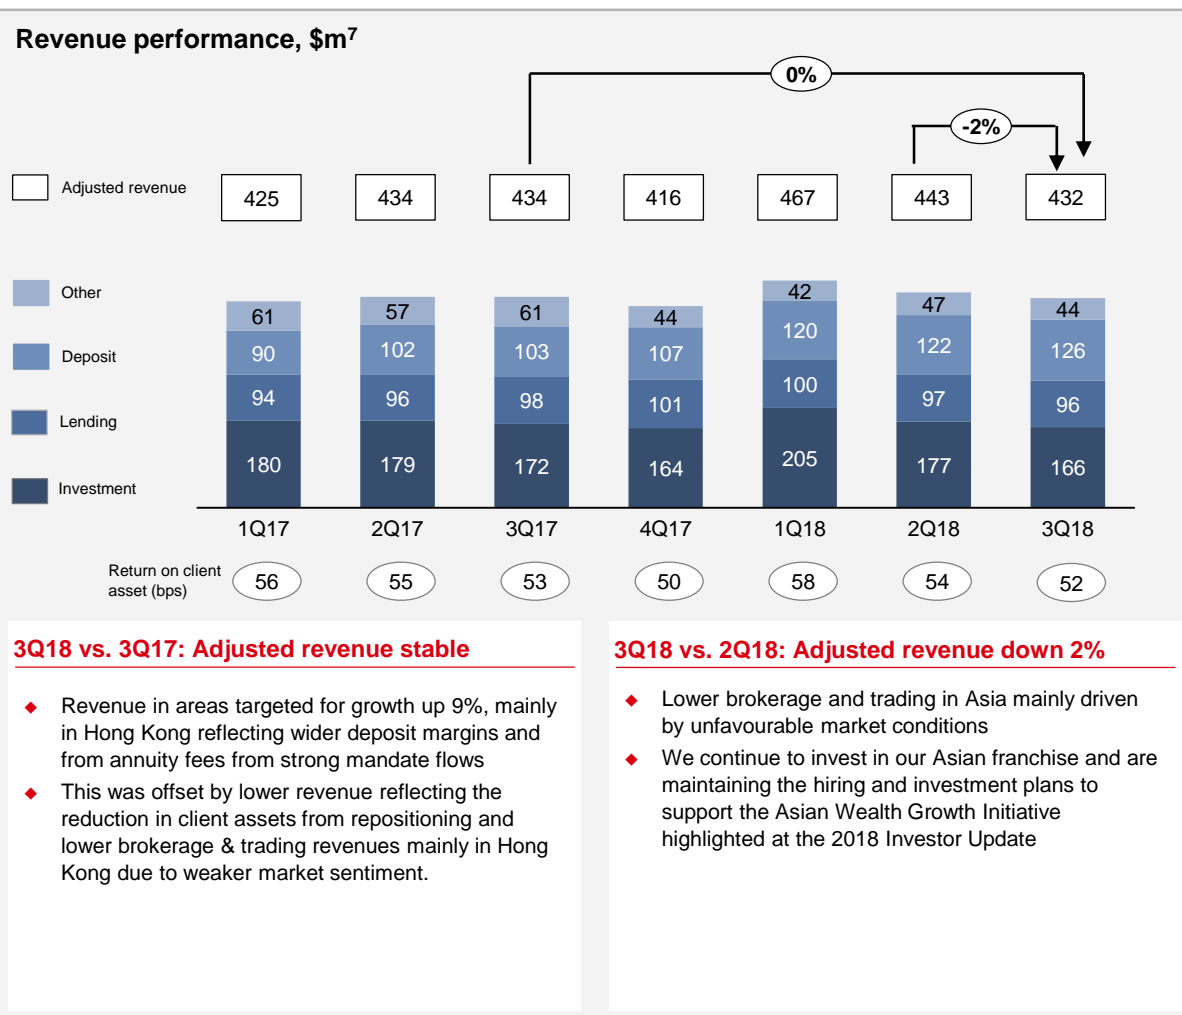 Revenue performance, $m7
0%
-2%
Adjusted revenue
425 434 434 416 467 443 432
Other
61 57 61 44 42 47 44
Deposit
90 102 103 107 120 122 126
Lending
94 96 98 101 100 97 96
Investment
180 179 172 164 205 177 166
1Q17 2Q17 3Q17 4Q17 1Q18 2Q18 3Q18
Return on client
asset (bps)
56 55 53 50 58 54 52
3Q18 vs. 3Q17: Adjusted revenue stable
Revenue in areas targeted for growth up 9%, mainly
in Hong Kong reflecting wider deposit margins and
from annuity fees from strong mandate flows
This was offset by lower revenue reflecting the
reduction in client assets from repositioning and
lower brokerage & trading revenues mainly in Hong
Kong due to weaker market sentiment.
3Q18 vs. 2Q18: Adjusted revenue down 2%
Lower brokerage and trading in Asia mainly driven
by unfavourable market conditions
We continue to invest in our Asian franchise and are
maintaining the hiring and investment plans to
support the Asian Wealth Growth Initiative
highlighted at the 2018 Investor Update